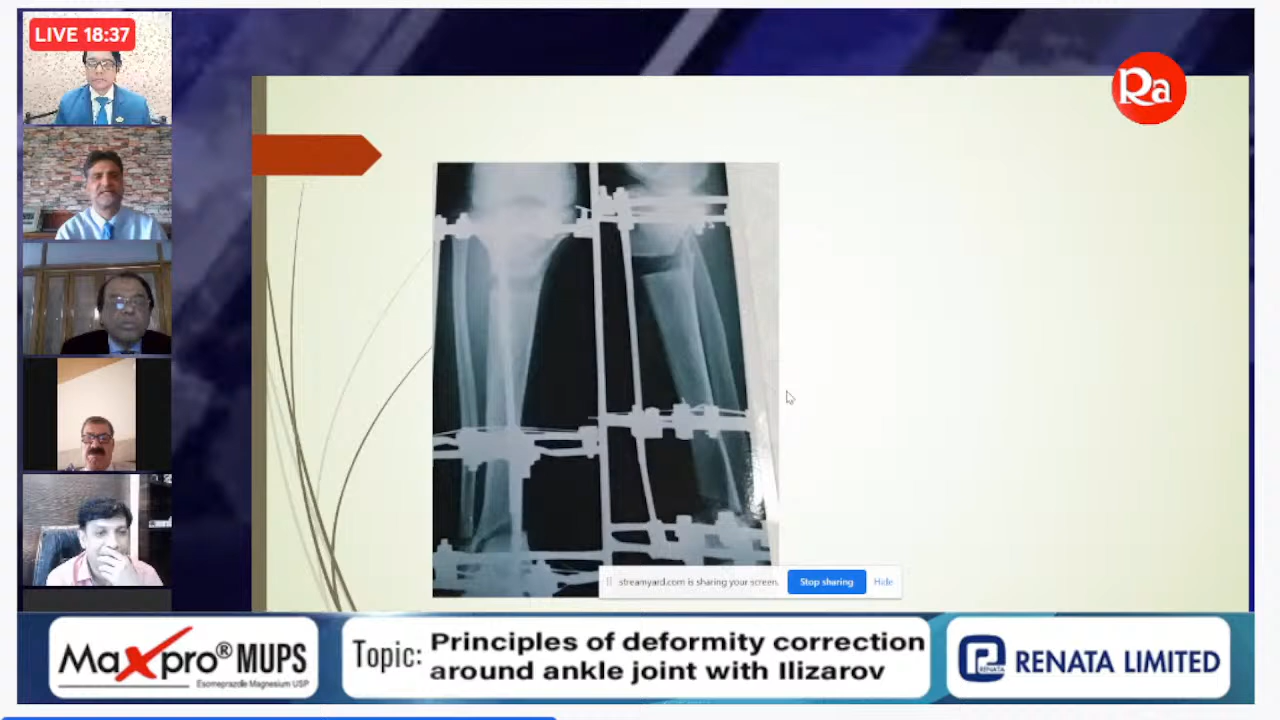 LIVE 18:37
Ra
streamyard.com is sharing your screen.
Stop sharing
Hide
Maxpro® MUPS
Esomeprazole Magnesium USP
Topic:
Principles of deformity correction
around ankle joint with Ilizarov
RENATA
RENATA LIMITED